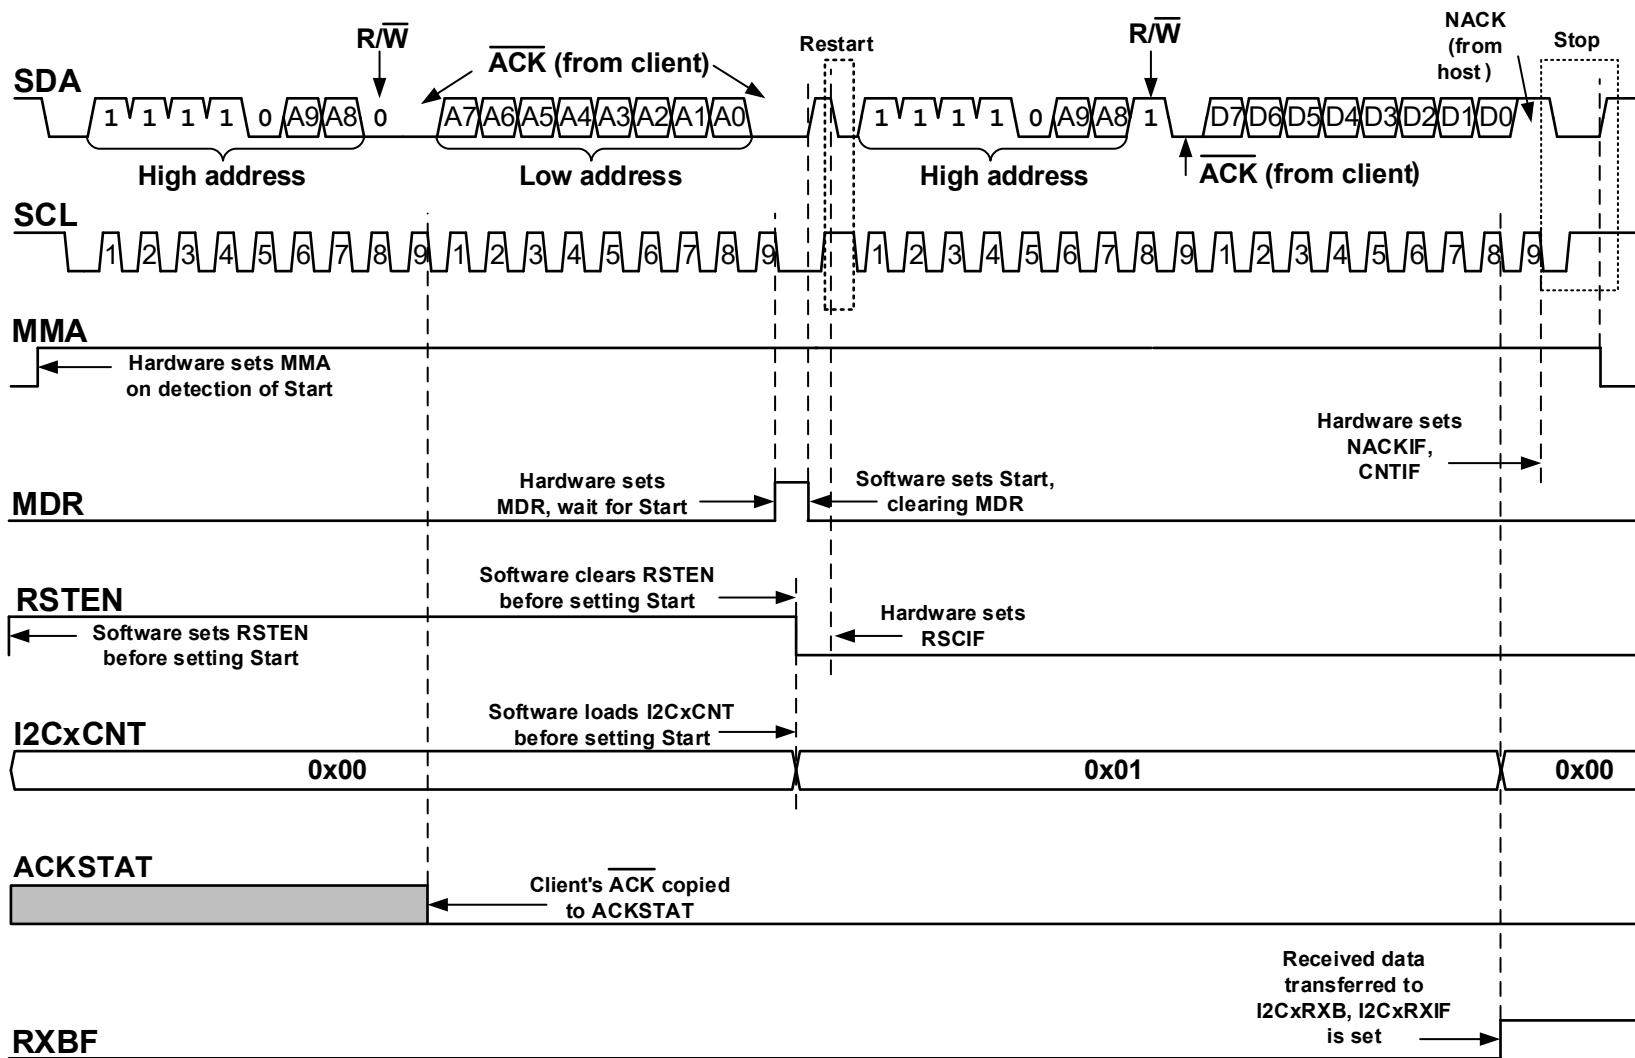 R/W
ACK (from client)
Restart
R/W
NACK
(from
host )
Stop
SDA
1 1 1 1 0 A9 A8 0 A7 A6 A5 A4 A3 A2 A1 A0 1 1 1 1 0 A9 A8 1 D7 D6 D5 D4 D3 D2 D1 D0
High address
Low address
High address
ACK (from client)
SCL
1 2 3 4 5 6 7 8 9 1 2 3 4 5 6 7 8 9 1 2 3 4 5 6 7 8 9 1 2 3 4 5 6 7 8 9
MMA
Hardware sets MMA
on detection of Start
Hardware sets
NACKIF,
CNTIF
MDR
Hardware sets
MDR, wait for Start
Software sets Start,
clearing MDR
RSTEN
Software sets RSTEN
before setting Start
Software clears RSTEN
before setting Start
Hardware sets
RSCIF
I2CxCNT
Software loads I2CxCNT
before setting Start
0x00
0x01
0x00
ACKSTAT
Client's ACK copied
to ACKSTAT
RXBF
Received data
transferred to
I2CxRXB, I2CxRXIF
is set